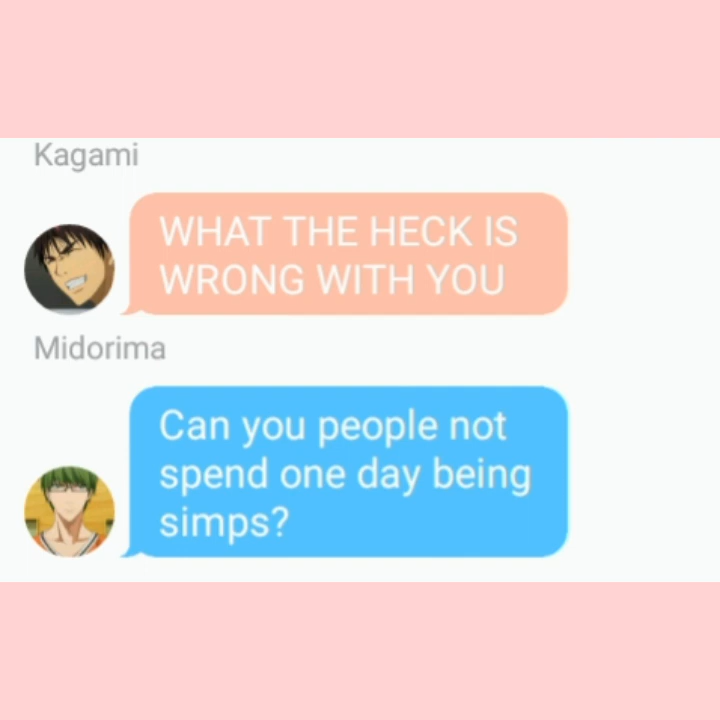 Kagami
WHAT THE HECK IS
WRONG WITH YOU
Midorima
Can you people not
spend one day being
simps?